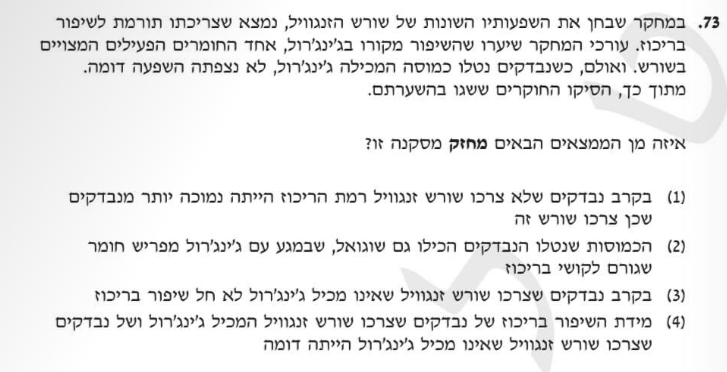 73. במחקר שבחן את השפעותיו השונות של שורש הזנגוויל, נמצא שצריכתו תורמת לשיפור
בריכוז. עורכי המחקר שיערו שהשיפור מקורו בג'ינג'רול, אחד החומרים הפעילים המצויים
בשורש. ואולם, כשנבדקים נטלו כמוסה המכילה ג'ינג'רול, לא נצפתה השפעה דומה.
מתוך כך, הסיקו החוקרים ששגו בהשערתם.
איזה מן הממצאים הבאים מחזק מסקנה זו?
(1) בקרב נבדקים שלא צרכו שורש זנגוויל רמת הריכוז הייתה נמוכה יותר מנבדקים
שכן צרכו שורש זה
(2) הכמוסות שנטלו הנבדקים הכילו גם שוגואל, שבמגע עם ג'ינג'רול מפריש חומר
שגורם לקושי בריכוז
(3) בקרב נבדקים שצרכו שורש זנגוויל שאינו מכיל ג'ינג'רול לא חל שיפור בריכוז
(4) מידת השיפור בריכוז של נבדקים שצרכו שורש זנגוויל המכיל ג'ינג'רול ושל נבדקים
שצרכו שורש זנגוויל שאינו מכיל ג'ינג'רול הייתה דומה